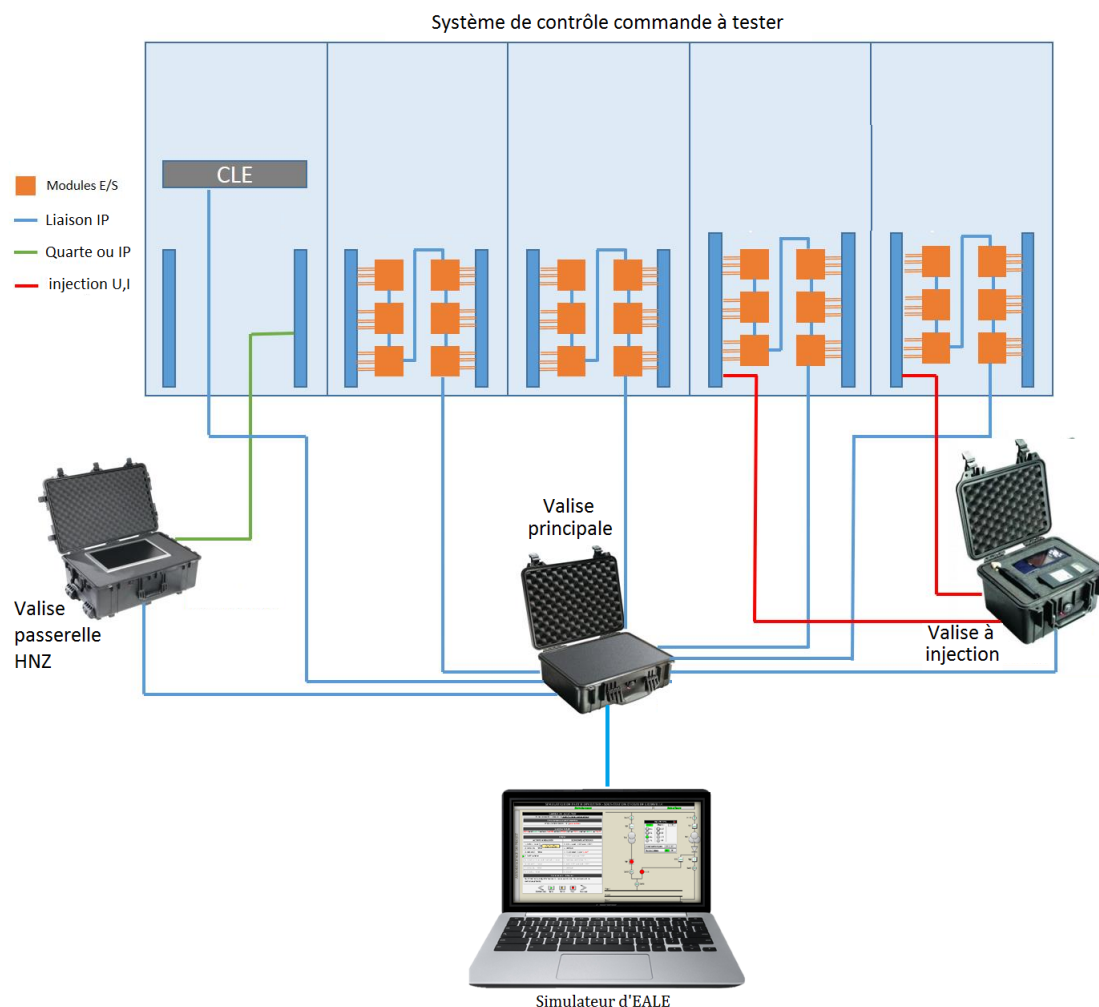 Système de contrôle commande à tester
CLE
Modules E/S
Liaison IP
Quarte ou IP
injection U,I
Valise
principale
Valise
passerelle
HNZ
Valise à
injection
Simulateur d'EALE